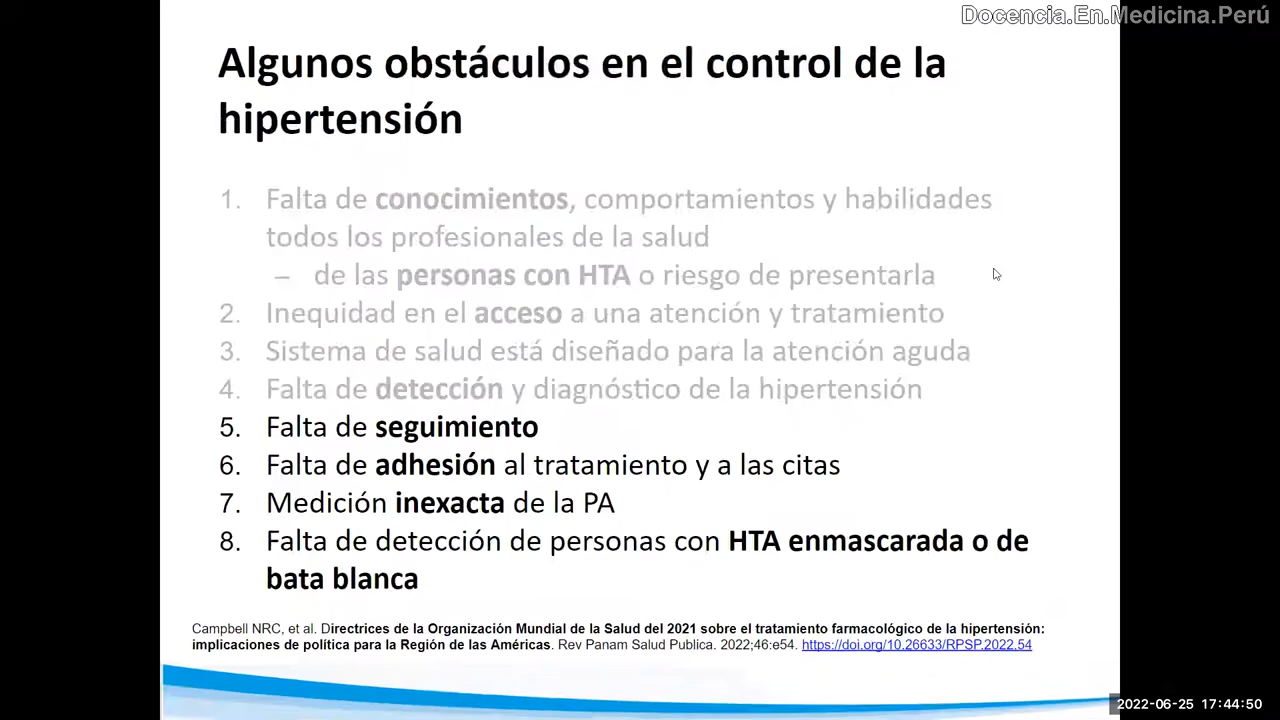 Docencia.En.Medicina.Perú
Algunos obstáculos en el control de la
hipertensión
1. Falta de conocimientos, comportamientos y habilidades
todos los profesionales de la salud
– de las personas con HTA o riesgo de presentarla
2. Inequidad en el acceso a una atención y tratamiento
3. Sistema de salud está diseñado para la atención aguda
4. Falta de detección y diagnóstico de la hipertensión
5. Falta de seguimiento
6. Falta de adhesión al tratamiento y a las citas
7. Medición inexacta de la PA
8. Falta de detección de personas con HTA enmascarada o de
bata blanca
Campbell NRC, et al. Directrices de la Organización Mundial de la Salud del 2021 sobre el tratamiento farmacológico de la hipertensión:
implicaciones de política para la Región de las Américas. Rev Panam Salud Publica. 2022;46:e54. https://doi.org/10.26633/RPSP.2022.54
2022-06-25 17:44:50